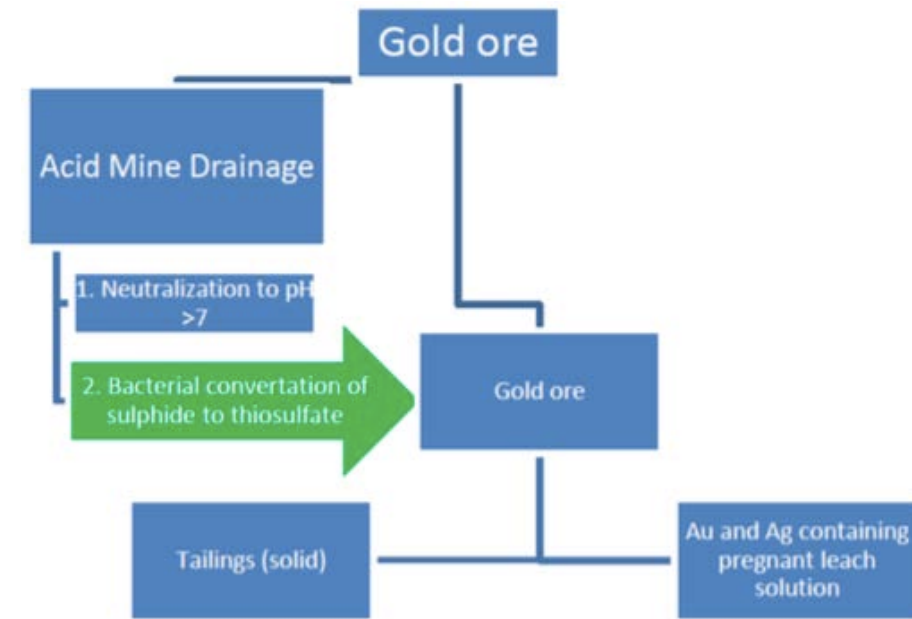 Gold ore
Acid Mine Drainage
1. Neutralization to pH
>7
2. Bacterial convertation of
sulphide to thiosulfate
Gold ore
Tailings (solid)
Au and Ag containing
pregnant leach
solution